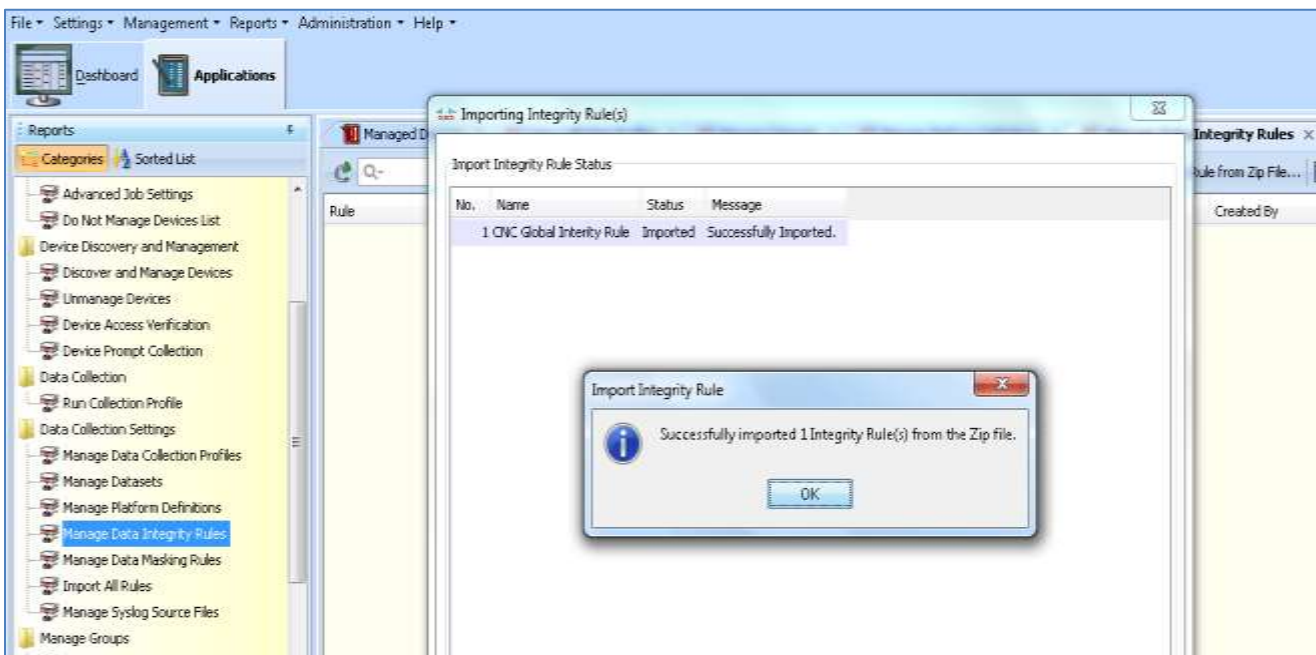 File Settings Management Reports Administration Help
Dashboard
Applications
Reports
Categories Sorted List
Advanced Job Settings
Do Not Manage Devices List
Device Discovery and Management
Discover and Manage Devices
Unmanage Devices
Device Access Verification
Device Prompt Collection
Data Collection
Run Collection Profile
Data Collection Settings
Manage Data Collection Profiles
Manage Datasets
Manage Platform Definitions
Manage Data Integrity Rules
Manage Data Masking Rules
Import All Rules
Manage Syslog Source Files
Manage Groups
Managed D
Rule
Importing Integrity Rule(s)
Import Integrity Rule Status
No. Name Status Message
1 CNC Global Interity Rule Imported Successfully Imported.
Import Integrity Rule
Successfully imported 1 Integrity Rule(s) from the Zip file.
OK
Integrity Rules
Rule from Zip File...
Created By